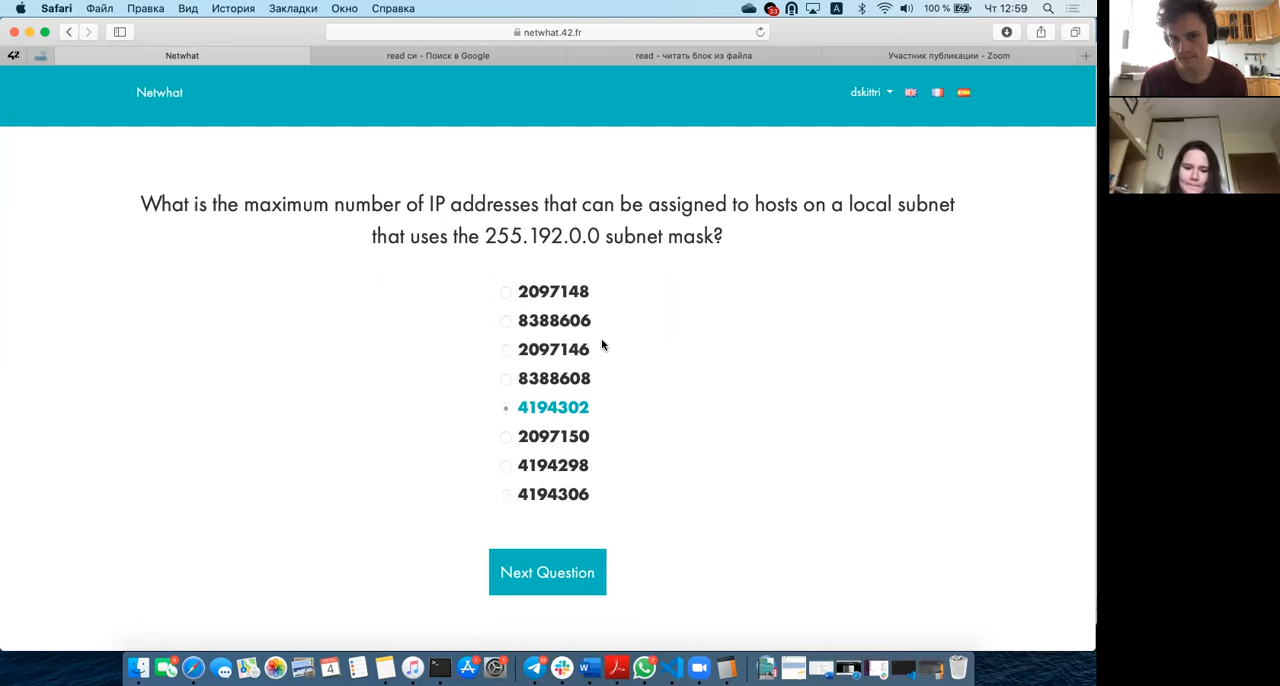 Safari Файл Правка Вид История Закладки Окно Справка 33 A 100 % Чт 12:59
netwhat.42.fr
42 Netwhat read си - Поиск в Google read - читать блок из файла Участник публикации - Zoom
Netwhat dskittri
What is the maximum number of IP addresses that can be assigned to hosts on a local subnet
that uses the 255.192.0.0 subnet mask?
2097148
8388606
2097146
8388608
4194302
2097150
4194298
4194306
Next Question